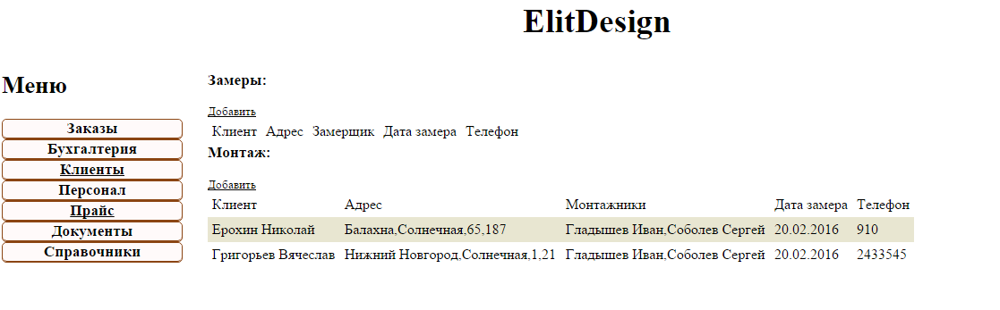 ElitDesign
Меню
Заказы
Бухгалтерия
Клиенты
Персонал
Прайс
Документы
Справочники
Замеры:
Добавить
Клиент Адрес Замерщик Дата замера Телефон
Монтаж:
Добавить
Клиент Адрес Монтажники Дата замера Телефон
Ерохин Николай Балахна,Солнечная,65,187 Гладышев Иван,Соболев Сергей 20.02.2016 910
Григорьев Вячеслав Нижний Новгород,Солнечная,1,21 Гладышев Иван,Соболев Сергей 20.02.2016 2433545